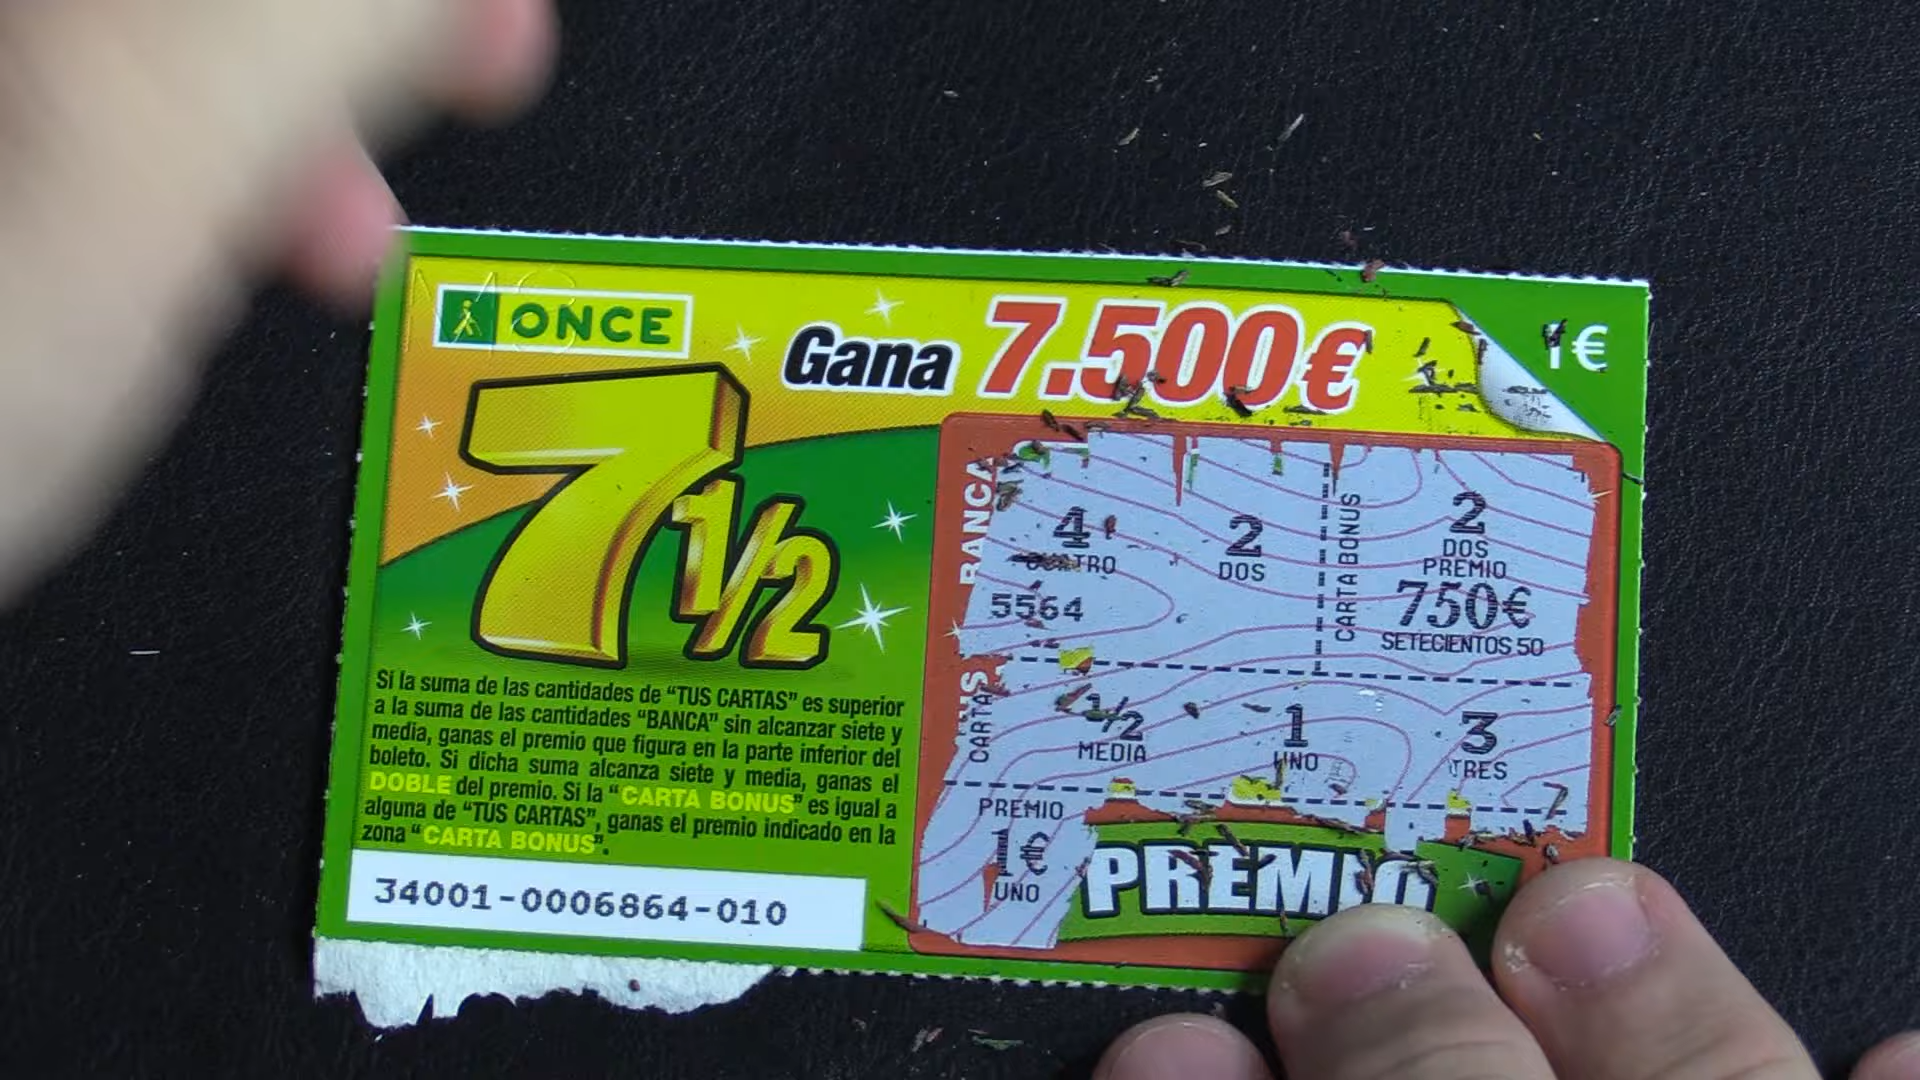 ONCE
Gana 7.500€
1€
7 1/2
BANCA
4
CUATRO
5564
2
DOS
CARTA BONUS
2
DOS
PREMIO
750€
SETECIENTOS 50
TUS CARTAS
1/2
MEDIA
1
UNO
3
TRES
PREMIO
1€
UNO
PREMIO
Si la suma de las cantidades de “TUS CARTAS” es superior
a la suma de las cantidades “BANCA” sin alcanzar siete y
media, ganas el premio que figura en la parte inferior del
boleto. Si dicha suma alcanza siete y media, ganas el
DOBLE del premio. Si la “CARTA BONUS” es igual a
alguna de “TUS CARTAS”, ganas el premio indicado en la
zona “CARTA BONUS”.
34001-0006864-010